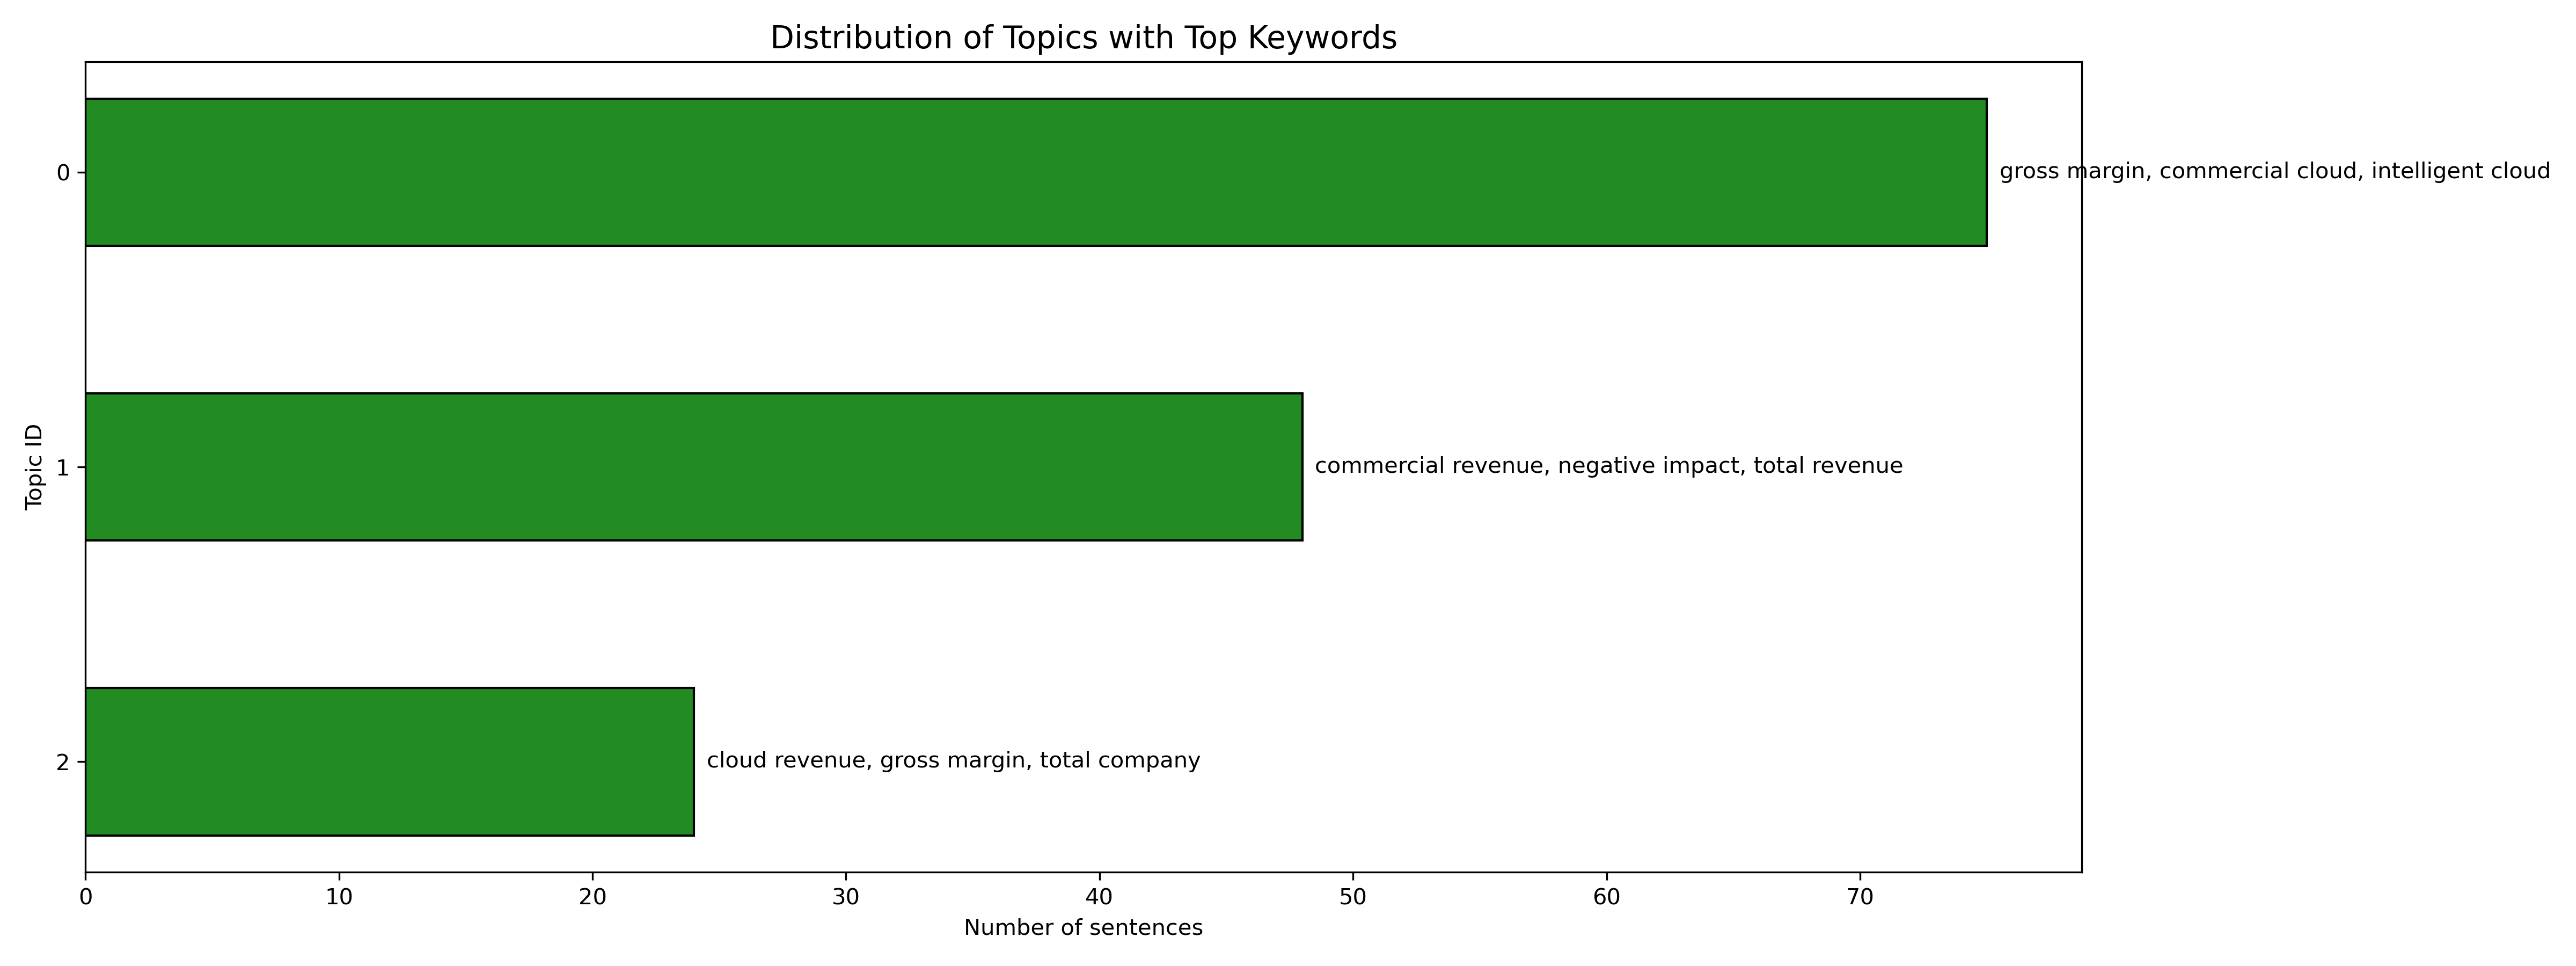 Distribution of Topics with Top Keywords
0
gross margin, commercial cloud, intelligent cloud
Topic ID
1
commercial revenue, negative impact, total revenue
2
cloud revenue, gross margin, total company
0 10 20 30 40 50 60 70
Number of sentences